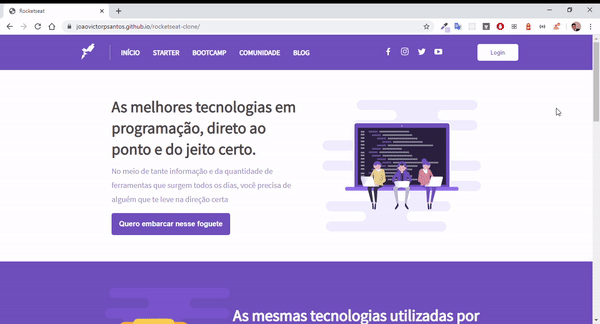 Rocketseat
joaovictorpsantos.github.io/rocketseat-clone/
INÍCIO STARTER BOOTCAMP COMUNIDADE BLOG
Login
As melhores tecnologias em
programação, direto ao
ponto e do jeito certo.
No meio de tante informação e da quantidade de
ferramentas que surgem todos os dias, você precisa de
alguém que te leve na direção certa
Quero embarcar nesse foguete
As mesmas tecnologias utilizadas por